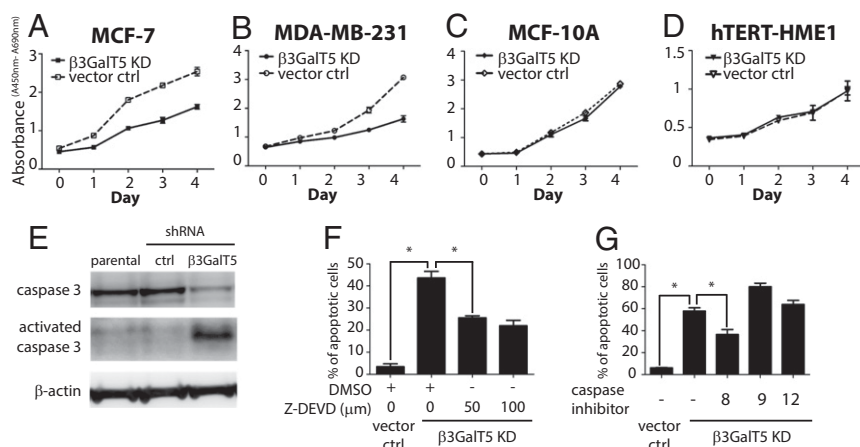 A MCF-7
Absorbance (A450nm- A690nm)
β3GalT5 KD
vector ctrl
3
2
1
0
0 1 2 3 4
Day
B MDA-MB-231
β3GalT5 KD
vector ctrl
4
3
2
1
0
0 1 2 3 4
Day
C MCF-10A
β3GalT5 KD
vector ctrl
4
3
2
1
0
0 1 2 3 4
Day
D hTERT-HME1
β3GalT5 KD
vector ctrl
1.5
1
0.5
0
0 1 2 3 4
Day
E
shRNA
parental ctrl β3GalT5
caspase 3
activated
caspase 3
β-actin
F
% of apoptotic cells
50
40
30
20
10
0
* *
DMSO + + - -
Z-DEVD (μm) 0 0 50 100
vector
ctrl
β3GalT5 KD
G
% of apoptotic cells
100
80
60
40
20
0
* *
caspase
inhibitor
- - 8 9 12
vector
ctrl
β3GalT5 KD